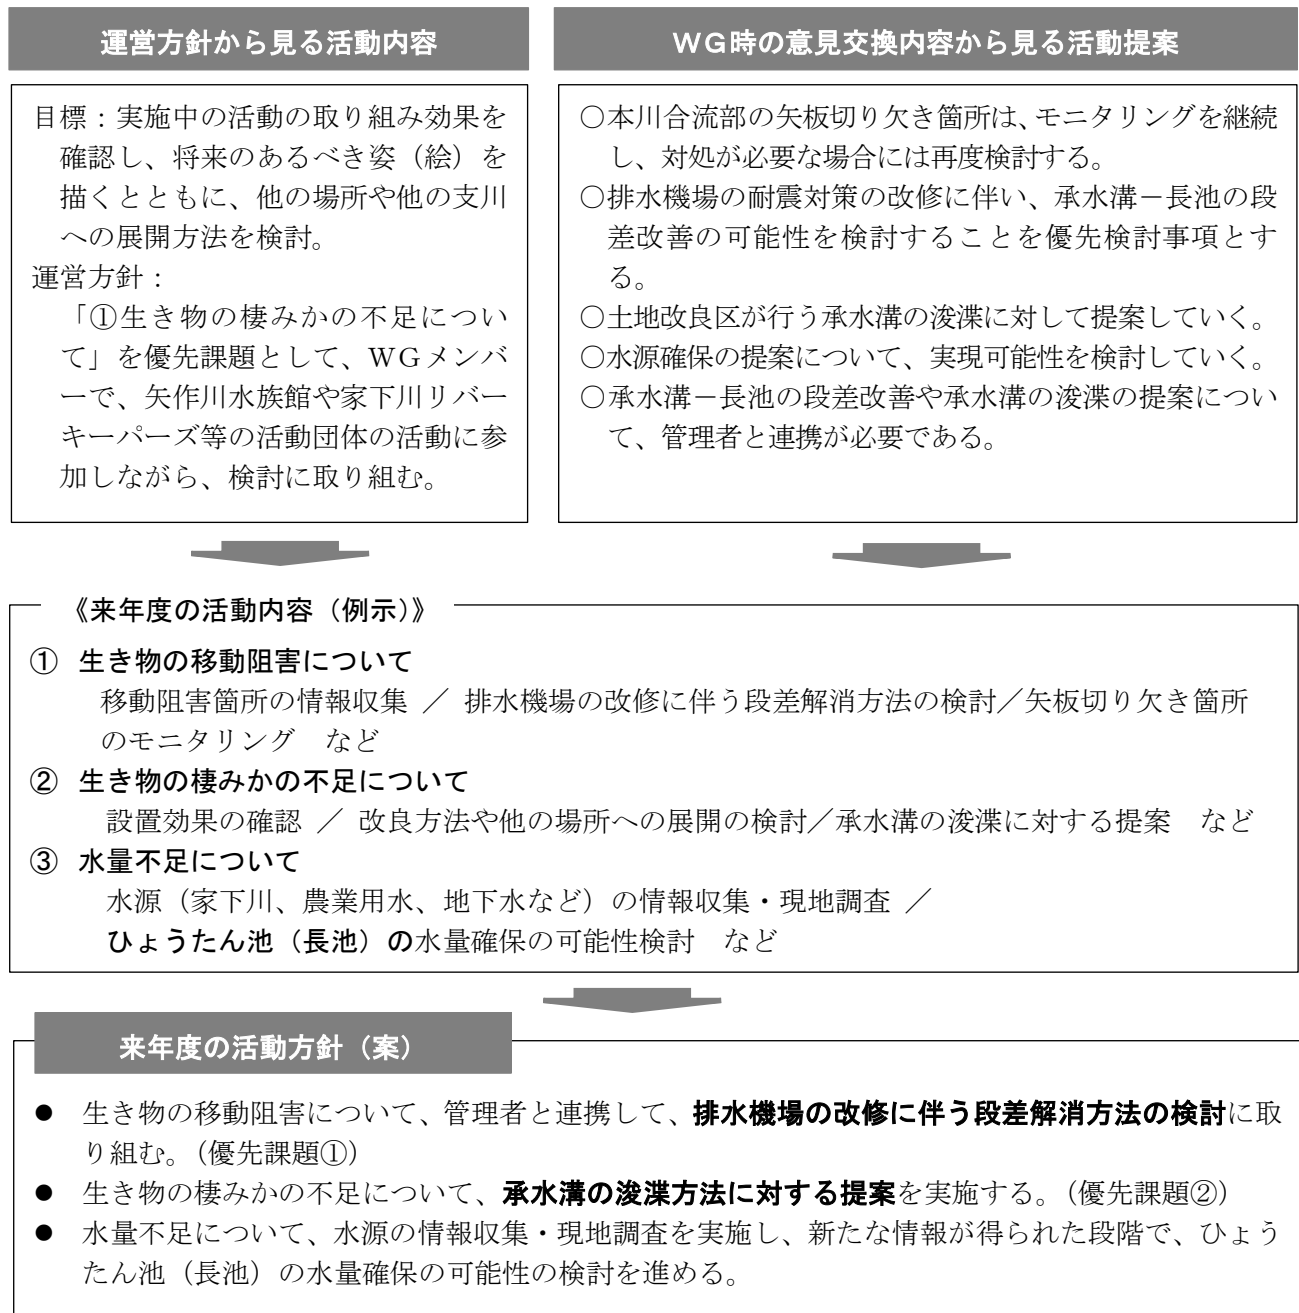 運営方針から見る活動内容
目標：実施中の活動の取り組み効果を
確認し、将来のあるべき姿（絵）を
描くとともに、他の場所や他の支川
への展開方法を検討。
運営方針：
「①生き物の棲みかの不足につい
て」を優先課題として、ＷＧメンバ
ーで、矢作川水族館や家下川リバー
キーパーズ等の活動団体の活動に参
加しながら、検討に取り組む。
ＷＧ時の意見交換内容から見る活動提案
○本川合流部の矢板切り欠き箇所は、モニタリングを継続
し、対処が必要な場合には再度検討する。
○排水機場の耐震対策の改修に伴い、承水溝－長池の段
差改善の可能性を検討することを優先検討事項とす
る。
○土地改良区が行う承水溝の浚渫に対して提案していく。
○水源確保の提案について、実現可能性を検討していく。
○承水溝－長池の段差改善や承水溝の浚渫の提案につい
て、管理者と連携が必要である。
《来年度の活動内容（例示）》
① 生き物の移動阻害について
移動阻害箇所の情報収集 ／ 排水機場の改修に伴う段差解消方法の検討／矢板切り欠き箇所
のモニタリング　など
② 生き物の棲みかの不足について
設置効果の確認 ／ 改良方法や他の場所への展開の検討／承水溝の浚渫に対する提案　など
③ 水量不足について
水源（家下川、農業用水、地下水など）の情報収集・現地調査 ／
ひょうたん池（長池）の水量確保の可能性検討　など
来年度の活動方針（案）
● 生き物の移動阻害について、管理者と連携して、排水機場の改修に伴う段差解消方法の検討に取
り組む。（優先課題①）
● 生き物の棲みかの不足について、承水溝の浚渫方法に対する提案を実施する。（優先課題②）
● 水量不足について、水源の情報収集・現地調査を実施し、新たな情報が得られた段階で、ひょう
たん池（長池）の水量確保の可能性の検討を進める。